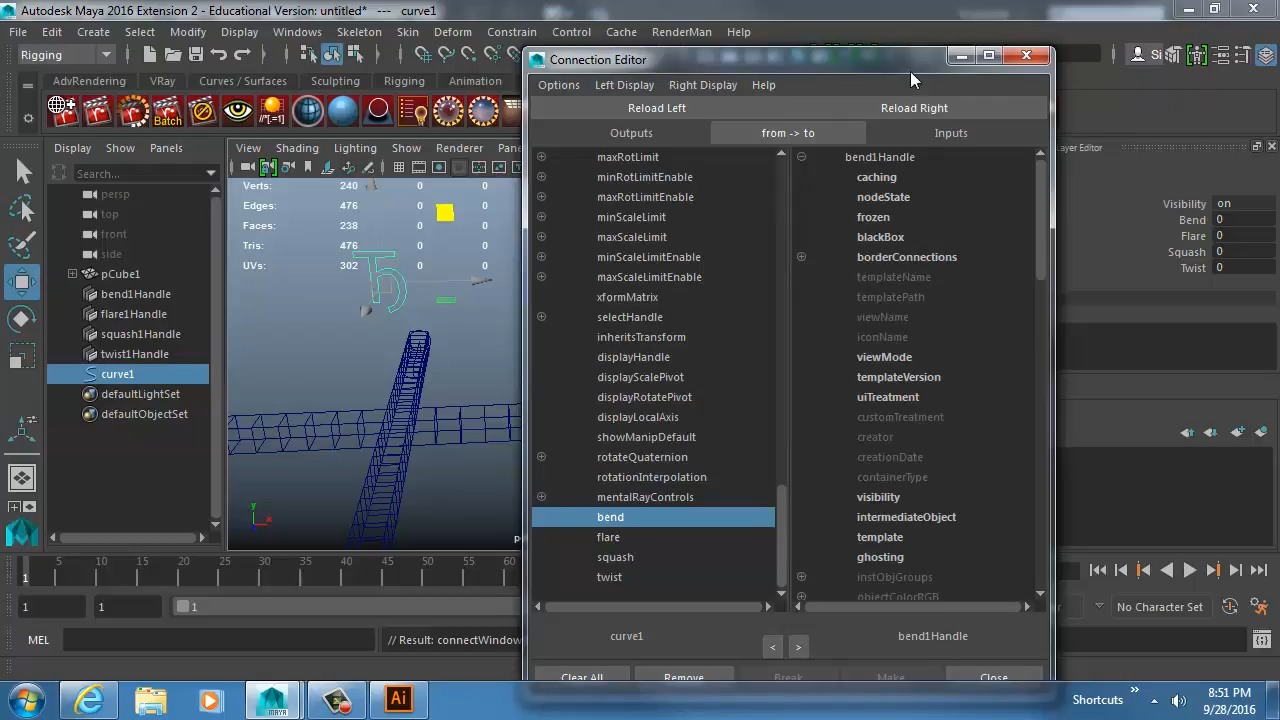 Autodesk Maya 2016 Extension 2 - Educational Version: untitled* --- curve1
File Edit Create Select Modify Display Windows Skeleton Skin Deform Constrain Control Cache RenderMan Help
Rigging
Si
AdvRendering VRay Curves / Surfaces Sculpting Rigging Animation
Batch
[=]
Display Show Panels
Search...
persp
top
front
side
pCube1
bend1Handle
flare1Handle
squash1Handle
twist1Handle
curve1
defaultLightSet
defaultObjectSet
View Shading Lighting Show Renderer
Verts: 240 0 0
Edges: 476 0 0
Faces: 238 0 0
Tris: 476 0 0
UVs: 302 0 0
y
x
Connection Editor
Options Left Display Right Display Help
Reload Left Reload Right
Outputs from -> to Inputs
maxRotLimit
minRotLimitEnable
maxRotLimitEnable
minScaleLimit
maxScaleLimit
minScaleLimitEnable
maxScaleLimitEnable
xformMatrix
selectHandle
inheritsTransform
displayHandle
displayScalePivot
displayRotatePivot
displayLocalAxis
showManipDefault
rotateQuaternion
rotationInterpolation
mentalRayControls
bend
flare
squash
twist
bend1Handle
caching
nodeState
frozen
blackBox
borderConnections
templateName
templatePath
viewName
iconName
viewMode
templateVersion
uiTreatment
customTreatment
creator
creationDate
containerType
visibility
intermediateObject
template
ghosting
instObjGroups
objectColorRGB
curve1 bend1Handle
< >
Clear All Remove Break Make Close
ayer Editor
Visibility on
Bend 0
Flare 0
Squash 0
Twist 0
5 10 15 20 25 30 35 40 45 50 55 60
1
1 1 1
No Character Set
MEL // Result: connectWindow
Ai
MAYA
Shortcuts
8:51 PM
9/28/2016